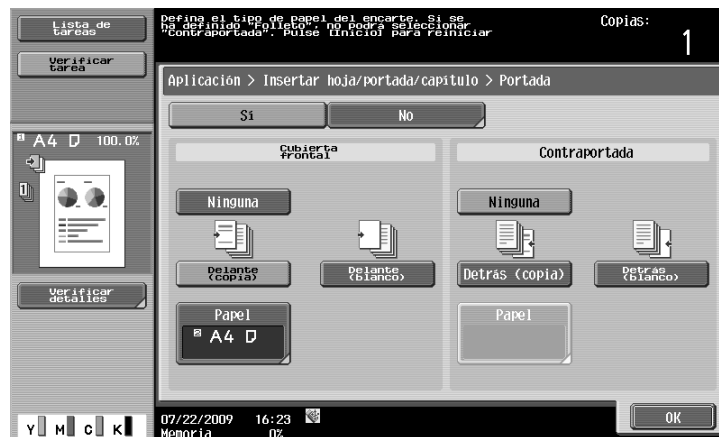 Lista de
tareas
Verificar
tarea
A4 100.0%
1
Verificar
detalles
Y M C K
Defina el tipo de papel del encarte. Si se
ha definido "Folleto", no podrá seleccionar
"Contraportada". Pulse [Inicio] para reiniciar
Copias:
1
Aplicación > Insertar hoja/portada/capítulo > Portada
Sí No
Cubierta
frontal
Contraportada
Ninguna
Ninguna
Delante
(copia)
Delante
(blanco)
Detrás (copia)
Detrás
(blanco)
Papel
2 A4
Papel
07/22/2009 16:23
Memoria 0%
OK